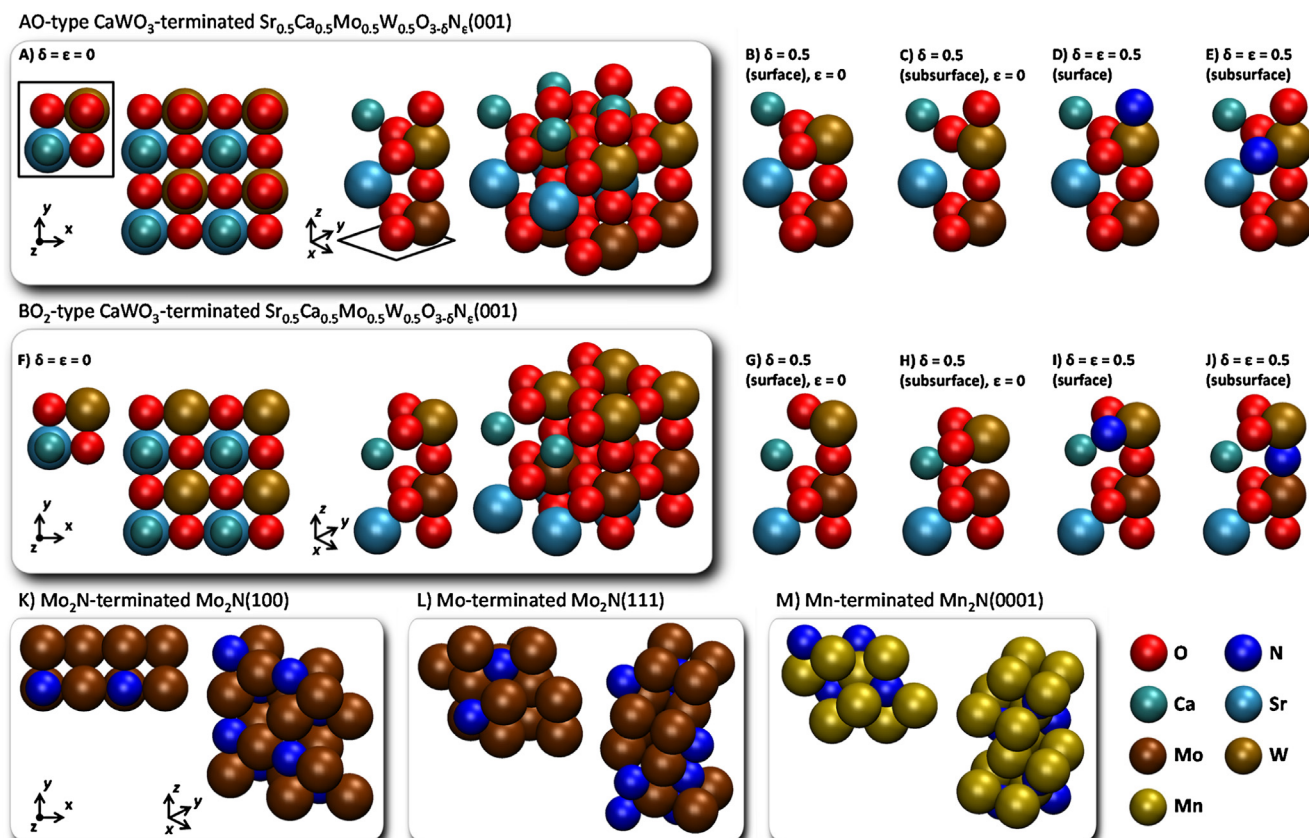 AO-type CaWO₃-terminated Sr₀.₅Ca₀.₅Mo₀.₅W₀.₅O₃₋δNε(001)
A) δ = ε = 0
B) δ = 0.5
(surface), ε = 0
C) δ = 0.5
(subsurface), ε = 0
D) δ = ε = 0.5
(surface)
E) δ = ε = 0.5
(subsurface)
y
x
z
z
y
x
BO₂-type CaWO₃-terminated Sr₀.₅Ca₀.₅Mo₀.₅W₀.₅O₃₋δNε(001)
F) δ = ε = 0
G) δ = 0.5
(surface), ε = 0
H) δ = 0.5
(subsurface), ε = 0
I) δ = ε = 0.5
(surface)
J) δ = ε = 0.5
(subsurface)
y
x
z
z
y
x
K) Mo₂N-terminated Mo₂N(100)
L) Mo-terminated Mo₂N(111)
M) Mn-terminated Mn₂N(0001)
y
x
z
z
y
x
O
N
Ca
Sr
Mo
W
Mn